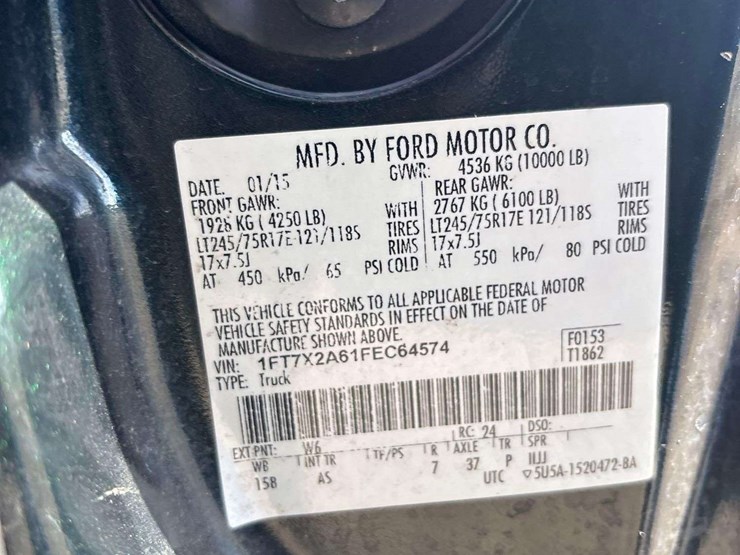 MFD. BY FORD MOTOR CO.
DATE. 01/15 GVWR: 4536 KG (10000 LB)
FRONT GAWR: REAR GAWR:
1928 KG ( 4250 LB) WITH 2767 KG ( 6100 LB) WITH
LT245/75R17E 121/118S TIRES LT245/75R17E 121/118S TIRES
17x7.5J RIMS 17x7.5J RIMS
AT 450 kPa/ 65 PSI COLD AT 550 kPa/ 80 PSI COLD
THIS VEHICLE CONFORMS TO ALL APPLICABLE FEDERAL MOTOR
VEHICLE SAFETY STANDARDS IN EFFECT ON THE DATE OF
MANUFACTURE SHOWN ABOVE.
VIN: 1FT7X2A61FEC64574 F0153
TYPE: Truck T1862
EXT PNT: W6 RC: 24 DSO:
WB INT TR TF/PS R AXLE TR SPR
158 AS 7 37 P IIJJ
UTC ▽5U5A-1520472-BA